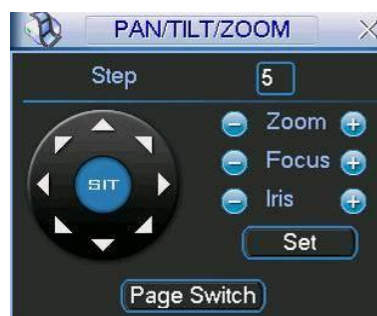 PAN/TILT/ZOOM
Step 5
SIT
Zoom
Focus
Iris
Set
Page Switch